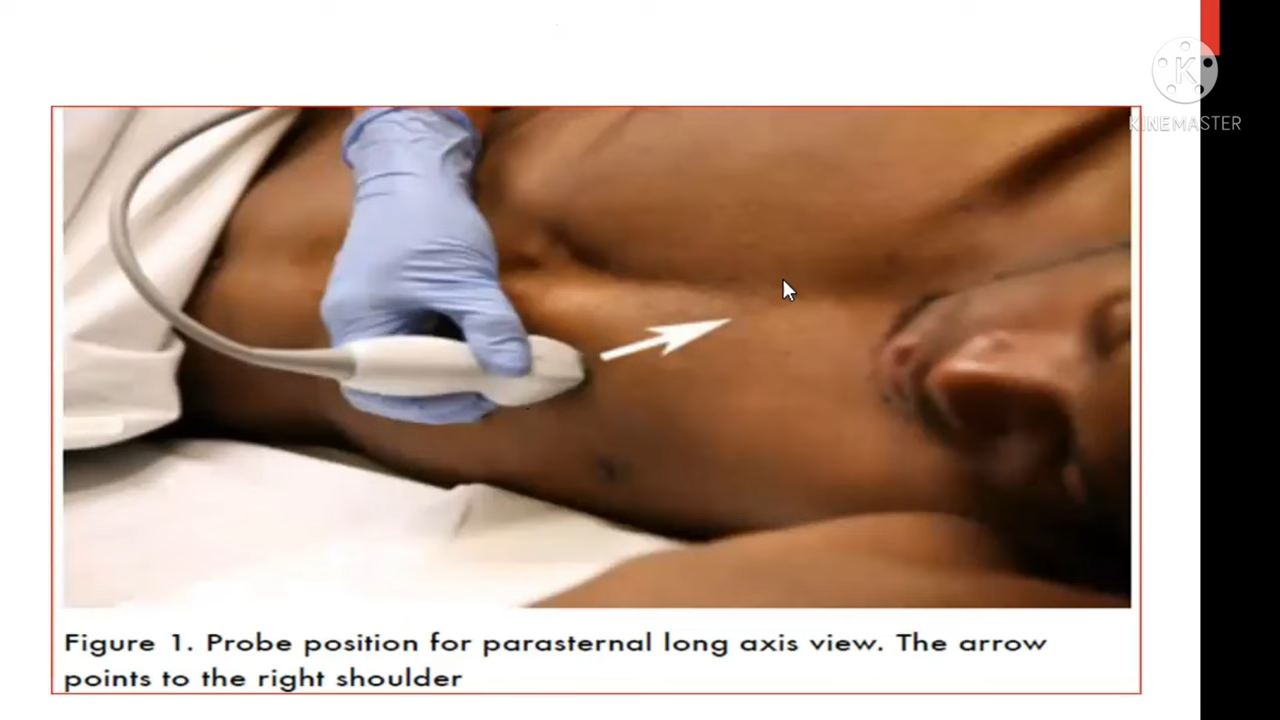 K
KINEMASTER
Figure 1. Probe position for parasternal long axis view. The arrow
points to the right shoulder